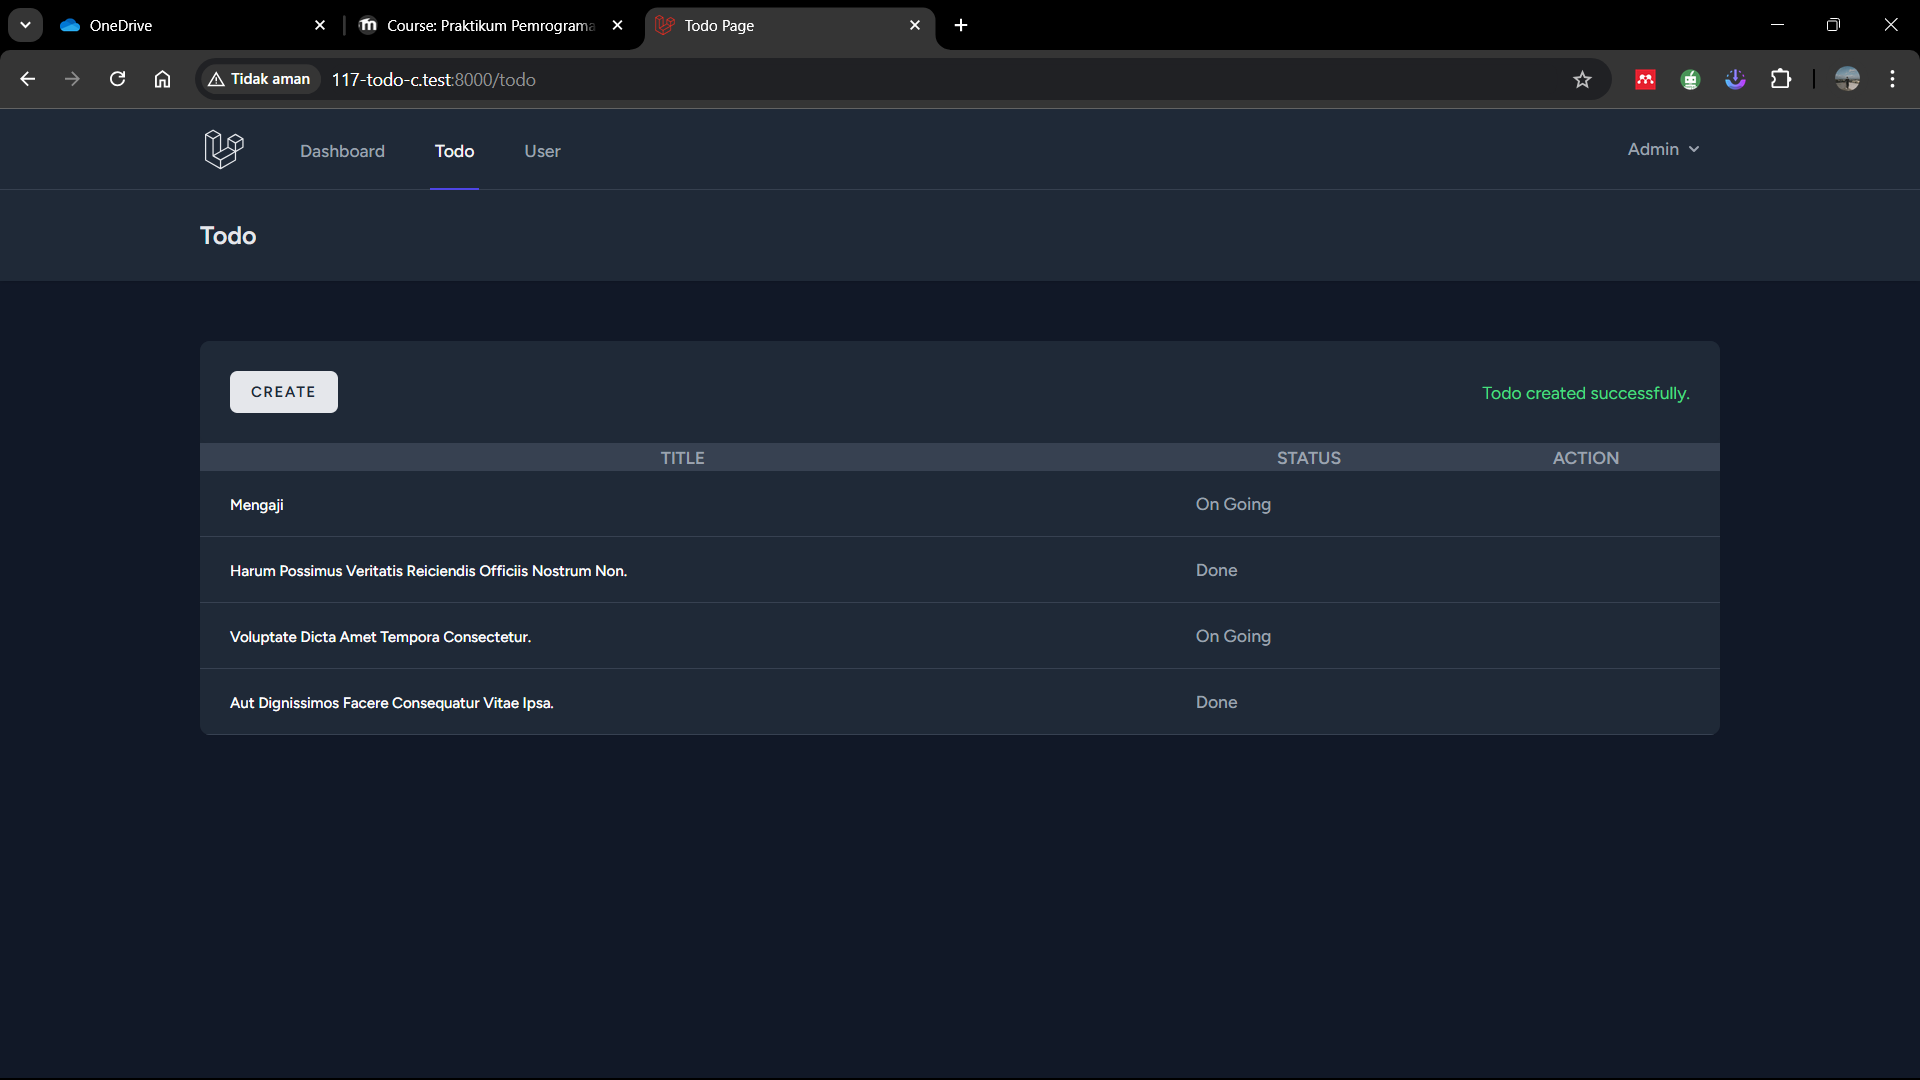 OneDrive
Course: Praktikum Pemrograma
Todo Page
Tidak aman
117-todo-c.test:8000/todo
Dashboard
Todo
User
Admin
Todo
CREATE
Todo created successfully.
TITLE
STATUS
ACTION
Mengaji
On Going
Harum Possimus Veritatis Reiciendis Officiis Nostrum Non.
Done
Voluptate Dicta Amet Tempora Consectetur.
On Going
Aut Dignissimos Facere Consequatur Vitae Ipsa.
Done